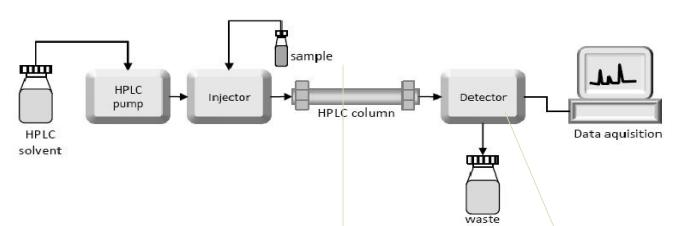 sample
HPLC
pump
Injector
Detector
HPLC column
HPLC
solvent
Data aquisition
waste